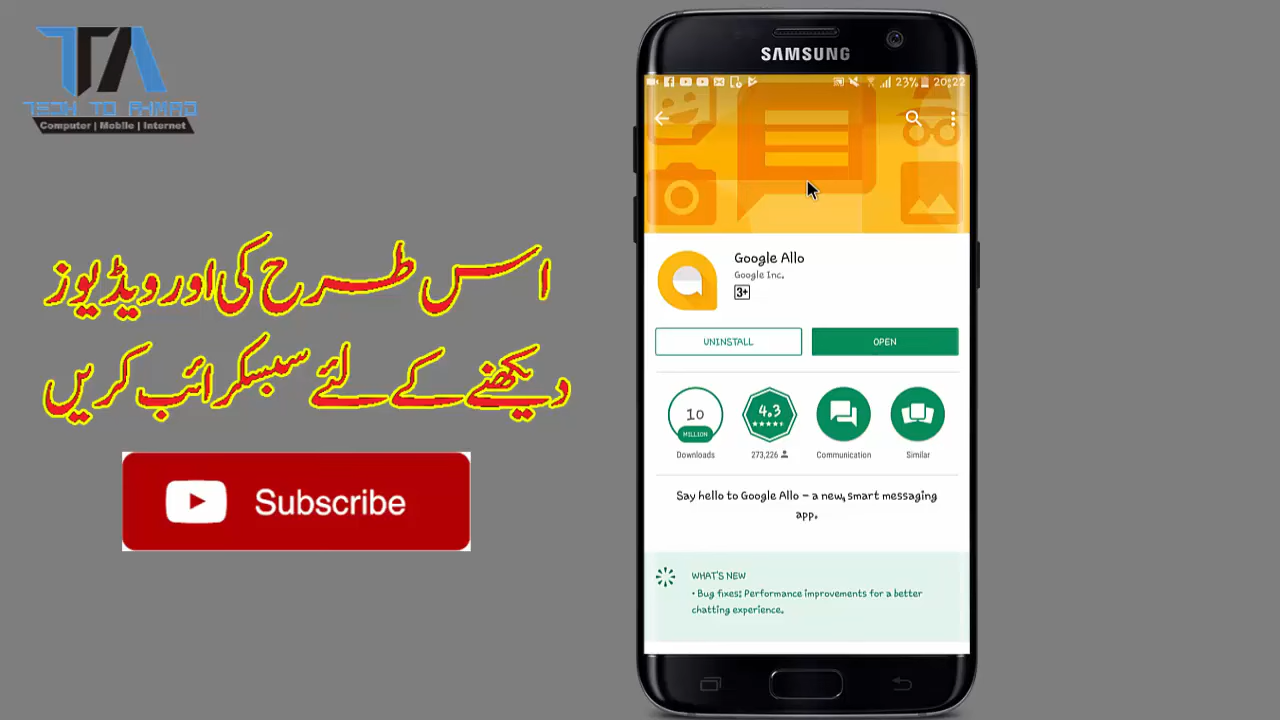 TA
TECH TO AHMAD
Computer | Mobile | Internet
اس طرح کی اور ویڈیوز
دیکھنے کے لئے سبسکرائب کریں
Subscribe
SAMSUNG
23% 20:22
Google Allo
Google Inc.
3+
UNINSTALL
OPEN
10
MILLION
Downloads
4.3
273,226
Communication
Similar
Say hello to Google Allo – a new, smart messaging
app.
WHAT'S NEW
• Bug fixes: Performance improvements for a better
chatting experience.